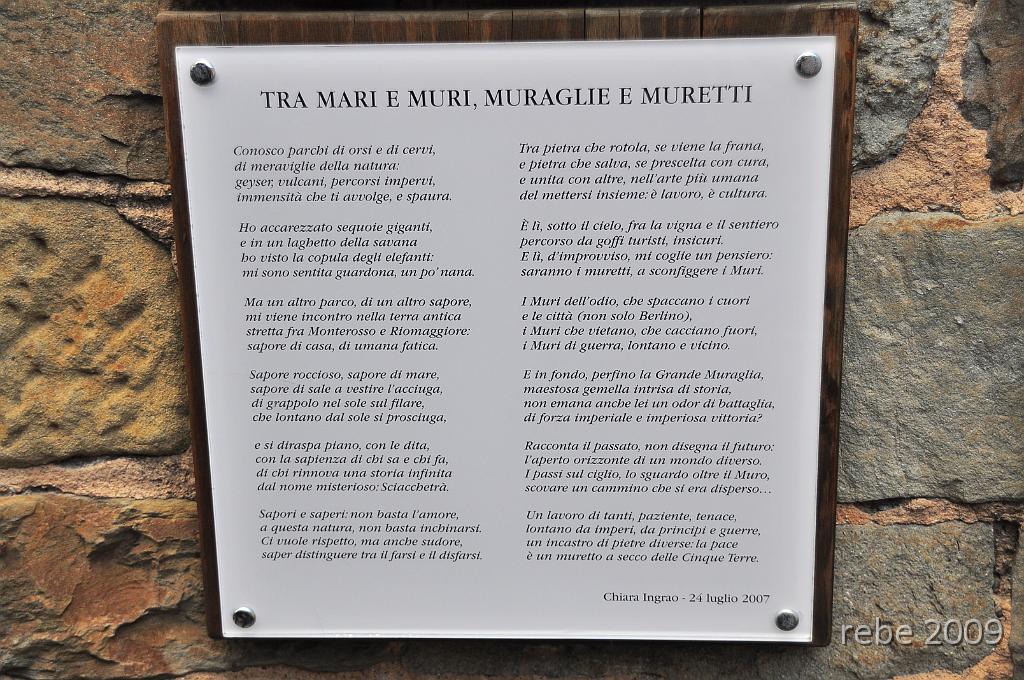 TRA MARI E MURI, MURAGLIE E MURETTI
Conosco parchi di orsi e di cervi,
di meraviglie della natura:
geyser, vulcani, percorsi impervi,
immensità che ti avvolge, e spaura.
Ho accarezzato sequoie giganti,
e in un laghetto della savana
ho visto la copula degli elefanti:
mi sono sentita guardona, un po' nana.
Ma un altro parco, di un altro sapore,
mi viene incontro nella terra antica
stretta fra Monterosso e Riomaggiore:
sapore di casa, di umana fatica.
Sapore roccioso, sapore di mare,
sapore di sale a vestire l'acciuga,
di grappolo nel sole sul filare,
che lontano dal sole si prosciuga,
e si diraspa piano, con le dita,
con la sapienza di chi sa e chi fa,
di chi rinnova una storia infinita
dal nome misterioso: Sciacchetrà.
Sapori e saperi: non basta l'amore,
a questa natura, non basta inchinarsi.
Ci vuole rispetto, ma anche sudore,
saper distinguere tra il farsi e il disfarsi.
Tra pietra che rotola, se viene la frana,
e pietra che salva, se prescelta con cura,
e unita con altre, nell'arte più umana
del mettersi insieme: è lavoro, è cultura.
È lì, sotto il cielo, fra la vigna e il sentiero
percorso da goffi turisti, insicuri.
E lì, d'improvviso, mi coglie un pensiero:
saranno i muretti, a sconfiggere i Muri.
I Muri dell'odio, che spaccano i cuori
e le città (non solo Berlino),
i Muri che vietano, che cacciano fuori,
i Muri di guerra, lontano e vicino.
E in fondo, perfino la Grande Muraglia,
maestosa gemella intrisa di storia,
non emana anche lei un odor di battaglia,
di forza imperiale e imperiosa vittoria?
Racconta il passato, non disegna il futuro:
l'aperto orizzonte di un mondo diverso.
I passi sul ciglio, lo sguardo oltre il Muro,
scovare un cammino che si era disperso...
Un lavoro di tanti, paziente, tenace,
lontano da imperi, da principi e guerre,
un incastro di pietre diverse: la pace
è un muretto a secco delle Cinque Terre.
Chiara Ingrao - 24 luglio 2007
rebe 2009